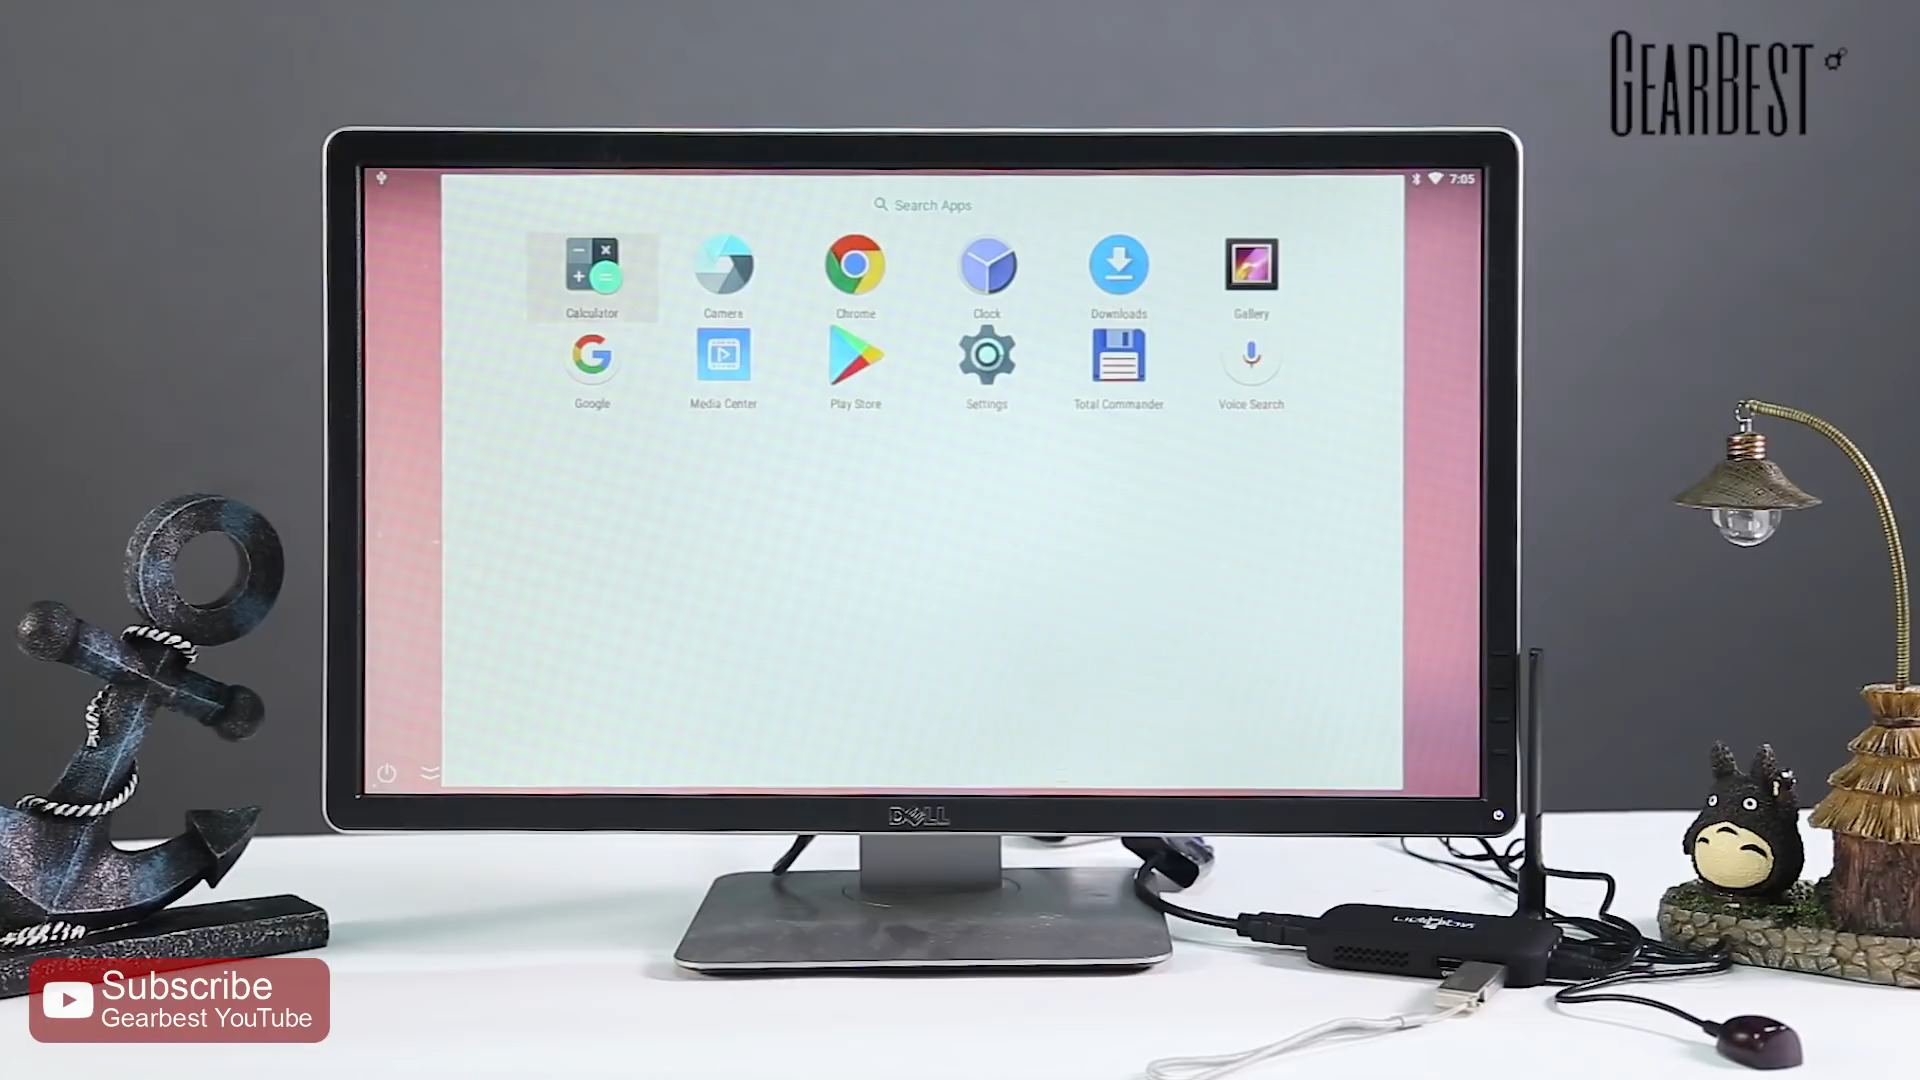 GEARBEST
7:05
Search Apps
Calculator
Camera
Chrome
Clock
Downloads
Gallery
Google
Media Center
Play Store
Settings
Total Commander
Voice Search
DELL
Subscribe
Gearbest YouTube